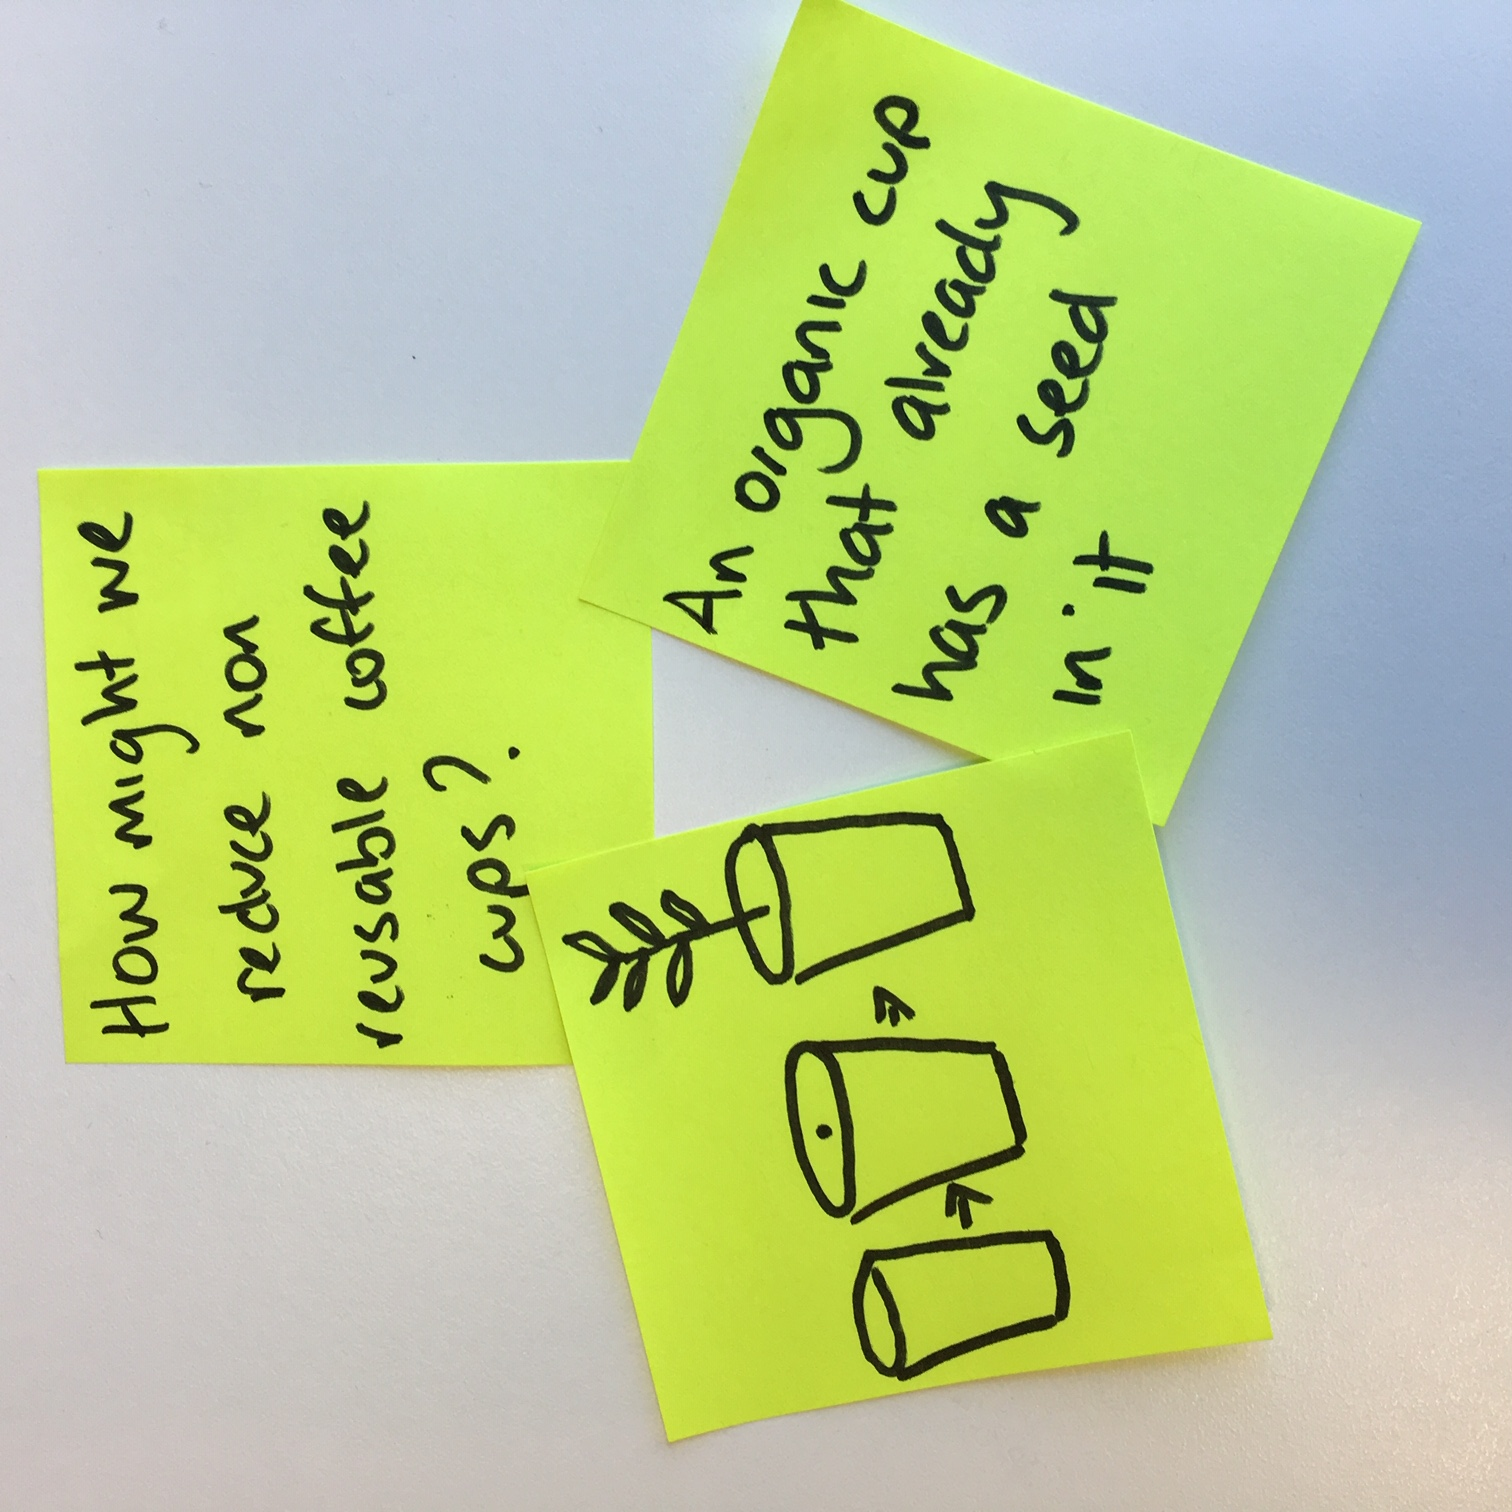 How might we
reduce non
reusable coffee
cups?.
An organic cup
that already
has a seed
in it